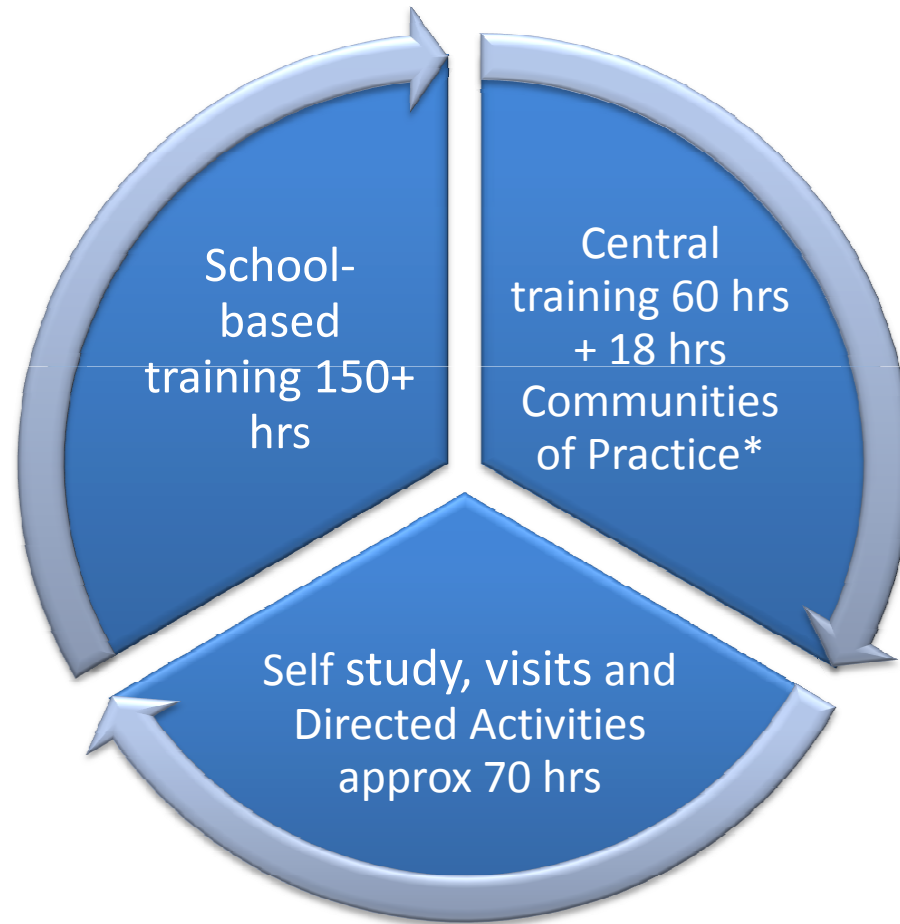 School-
based
training 150+
hrs
Central
training 60 hrs
+ 18 hrs
Communities
of Practice*
Self study, visits and
Directed Activities
approx 70 hrs